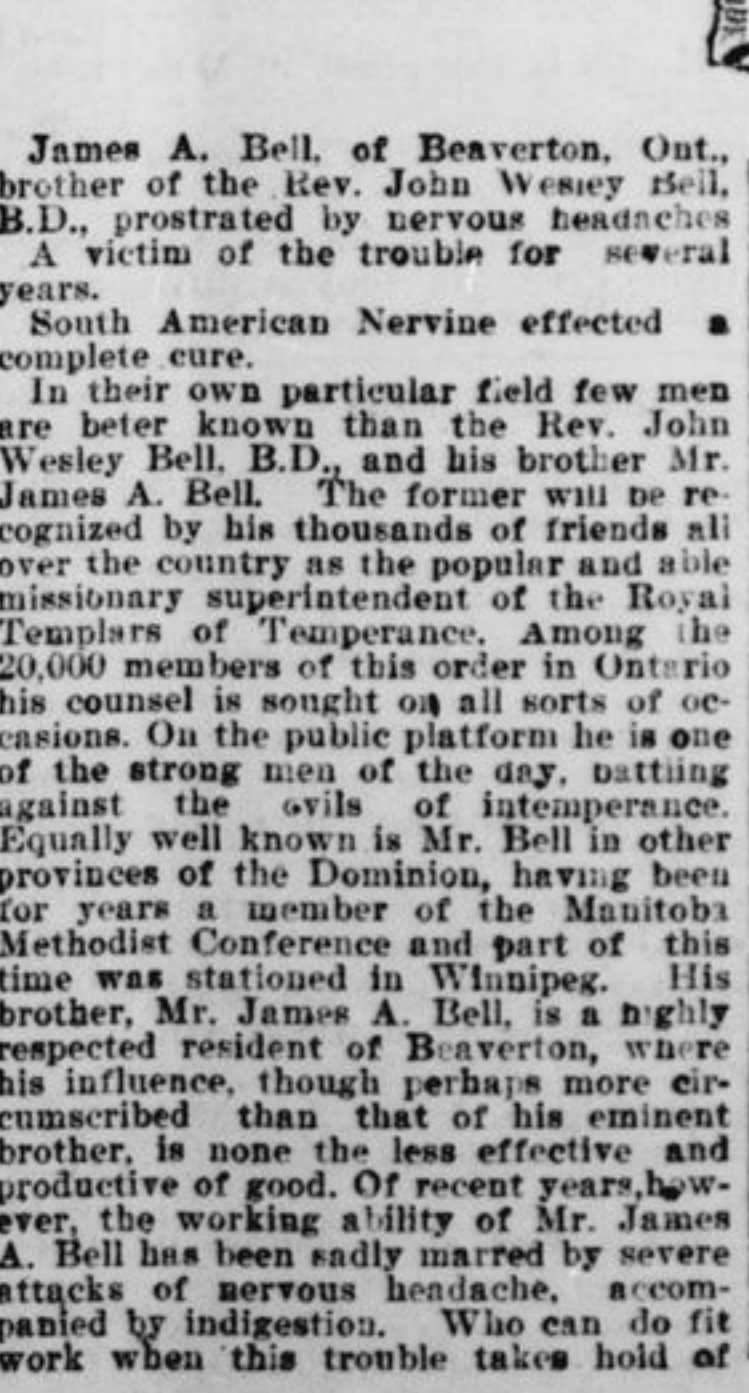 James A. Bell, of Beaverton, Ont.,
brother of the Rev. John Wesley Bell,
B.D., prostrated by nervous headaches
A victim of the trouble for several
years.
South American Nervine effected a
complete cure.
In their own particular field few men
are beter known than the Rev. John
Wesley Bell, B.D., and his brother Mr.
James A. Bell. The former will be re-
cognized by his thousands of friends all
over the country as the popular and able
missionary superintendent of the Royal
Templars of Temperance. Among the
20,000 members of this order in Ontario
his counsel is sought on all sorts of oc-
casions. On the public platform he is one
of the strong men of the day, battling
against the evils of intemperance.
Equally well known is Mr. Bell in other
provinces of the Dominion, having been
for years a member of the Manitoba
Methodist Conference and part of this
time was stationed in Winnipeg. His
brother, Mr. James A. Bell, is a highly
respected resident of Beaverton, where
his influence, though perhaps more cir-
cumscribed than that of his eminent
brother, is none the less effective and
productive of good. Of recent years,how-
ever, the working ability of Mr. James
A. Bell has been sadly marred by severe
attacks of nervous headache, accom-
panied by indigestion. Who can do fit
work when this trouble takes hold of